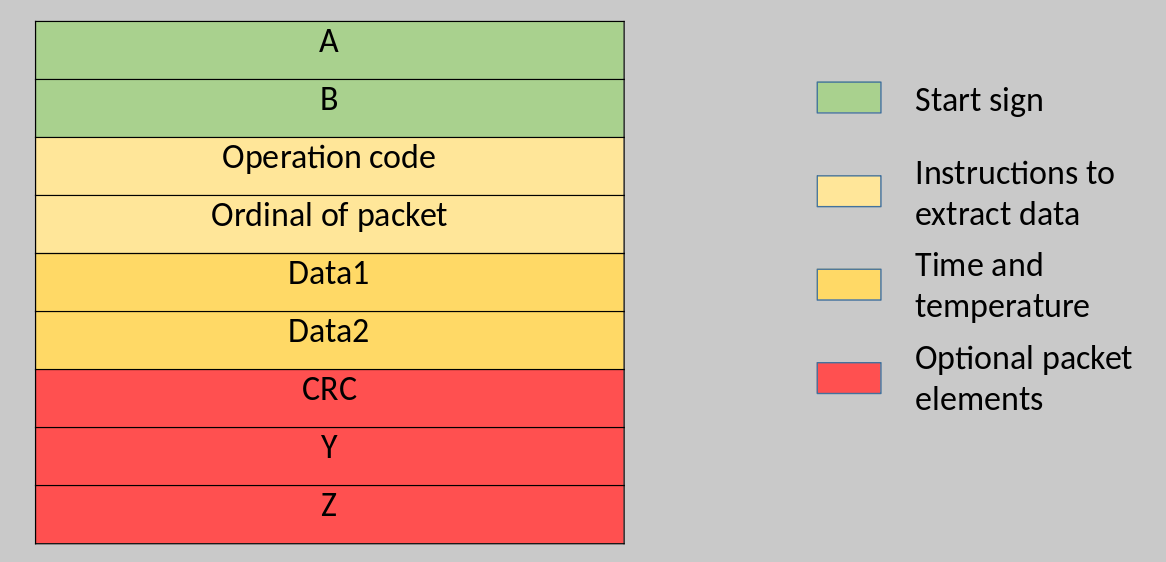 A
B
Operation code
Ordinal of packet
Data1
Data2
CRC
Y
Z
Start sign
Instructions to
extract data
Time and
temperature
Optional packet
elements